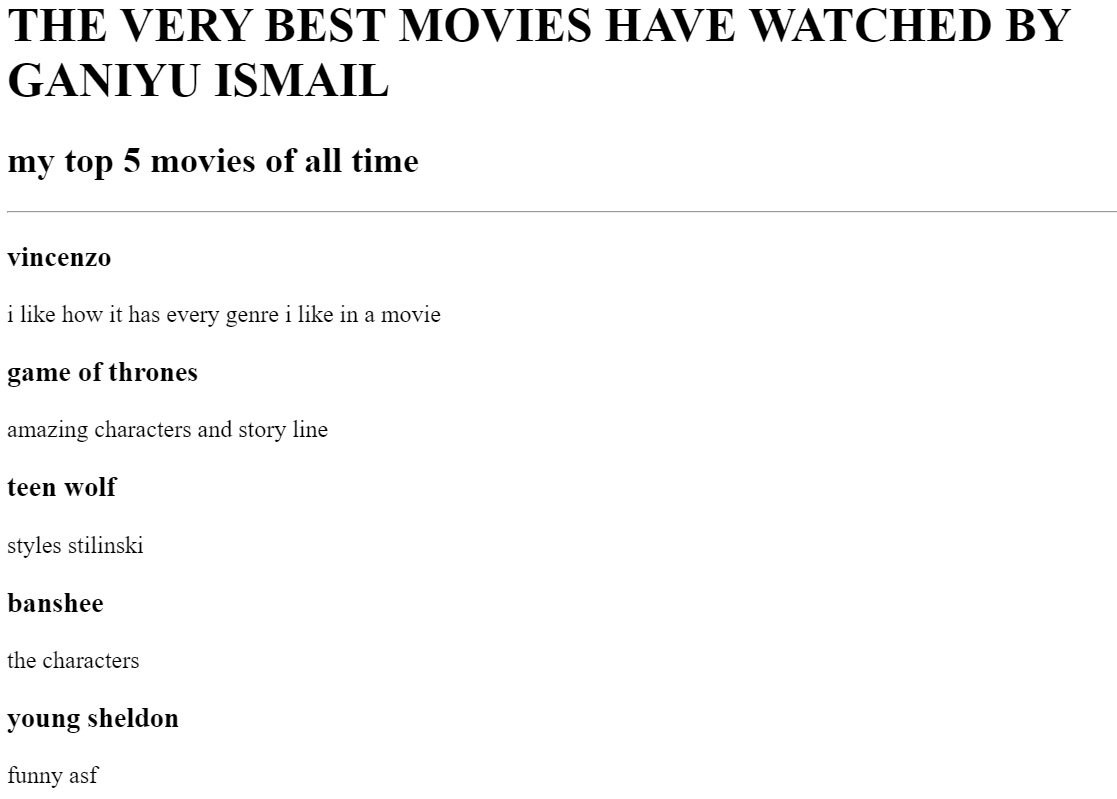 THE VERY BEST MOVIES HAVE WATCHED BY
GANIYU ISMAIL
my top 5 movies of all time
vincenzo
i like how it has every genre i like in a movie
game of thrones
amazing characters and story line
teen wolf
styles stilinski
banshee
the characters
young sheldon
funny asf